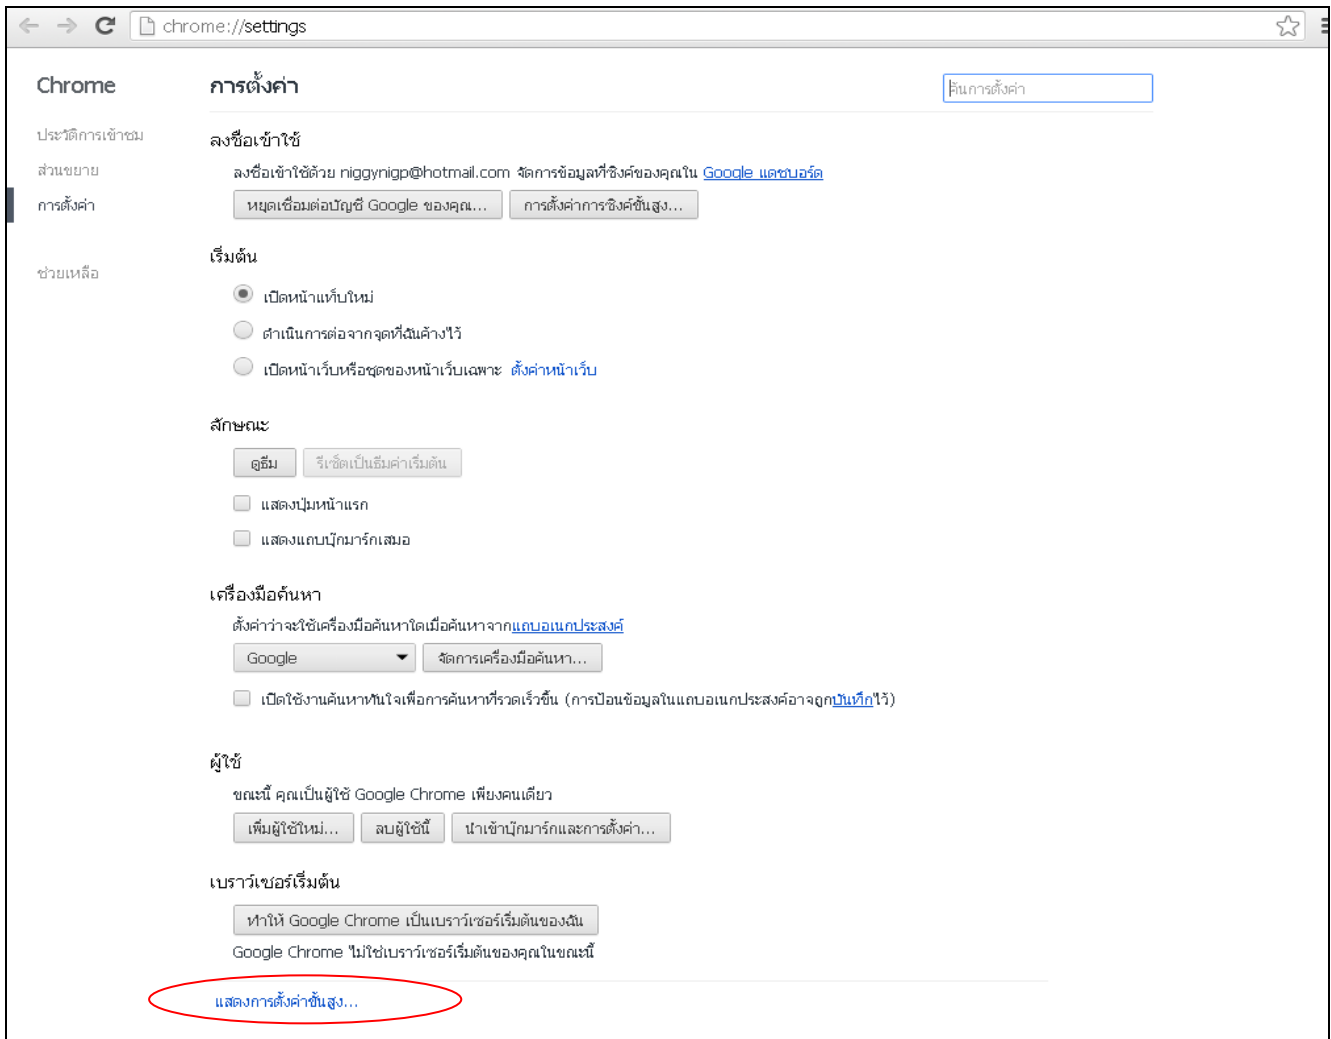 chrome://settings
Chrome
การตั้งค่า
ค้นการตั้งค่า
ประวัติการเข้าชม
ส่วนขยาย
การตั้งค่า
ช่วยเหลือ
ลงชื่อเข้าใช้
ลงชื่อเข้าใช้ด้วย niggynigp@hotmail.com จัดการข้อมูลที่ซิงค์ของคุณใน Google แดชบอร์ด
หยุดเชื่อมต่อบัญชี Google ของคุณ... การตั้งค่าการซิงค์ขั้นสูง...
เริ่มต้น
เปิดหน้าแท็บใหม่
ดำเนินการต่อจากจุดที่ฉันค้างไว้
เปิดหน้าเว็บหรือชุดของหน้าเว็บเฉพาะ ตั้งค่าหน้าเว็บ
ลักษณะ
ดูธีม รีเซ็ตเป็นธีมค่าเริ่มต้น
แสดงปุ่มหน้าแรก
แสดงแถบบุ๊กมาร์กเสมอ
เครื่องมือค้นหา
ตั้งค่าว่าจะใช้เครื่องมือค้นหาใดเมื่อค้นหาจากแถบอเนกประสงค์
Google จัดการเครื่องมือค้นหา...
เปิดใช้งานค้นหาทันใจเพื่อการค้นหาที่รวดเร็วขึ้น (การป้อนข้อมูลในแถบอเนกประสงค์อาจถูกบันทึกไว้)
ผู้ใช้
ขณะนี้ คุณเป็นผู้ใช้ Google Chrome เพียงคนเดียว
เพิ่มผู้ใช้ใหม่... ลบผู้ใช้นี้ นำเข้าบุ๊กมาร์กและการตั้งค่า...
เบราว์เซอร์เริ่มต้น
ทำให้ Google Chrome เป็นเบราว์เซอร์เริ่มต้นของฉัน
Google Chrome ไม่ใช่เบราว์เซอร์เริ่มต้นของคุณในขณะนี้
แสดงการตั้งค่าขั้นสูง...